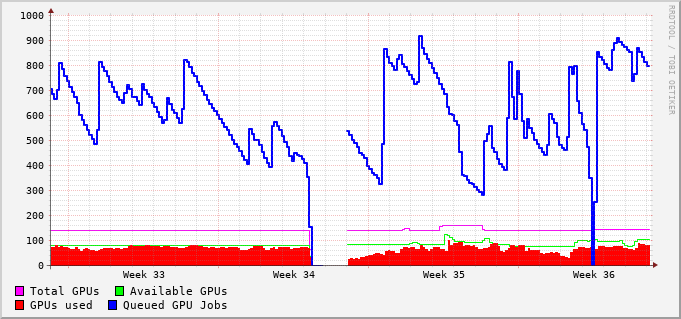 1000
900
800
700
600
500
400
300
200
100
0
Week 33 Week 34 Week 35 Week 36
Total GPUs Available GPUs
GPUs used Queued GPU Jobs
RRDTOOL / TOBI OETIKER